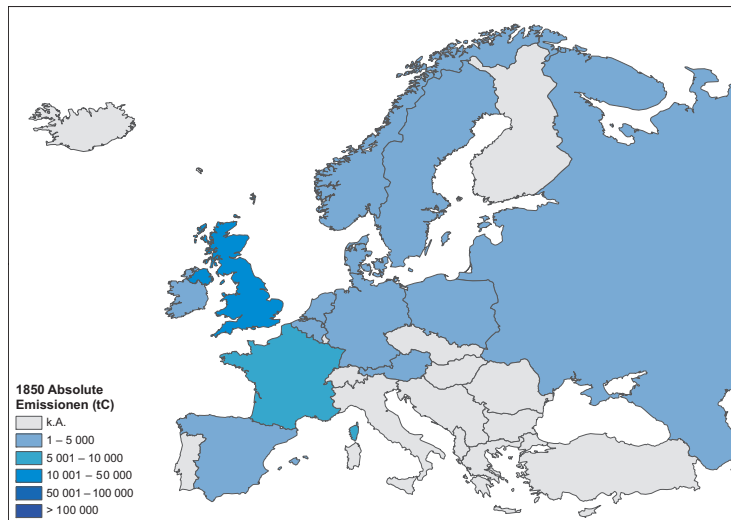 1850 Absolute
Emissionen (tC)
k.A.
1 – 5 000
5 001 – 10 000
10 001 – 50 000
50 001 – 100 000
> 100 000